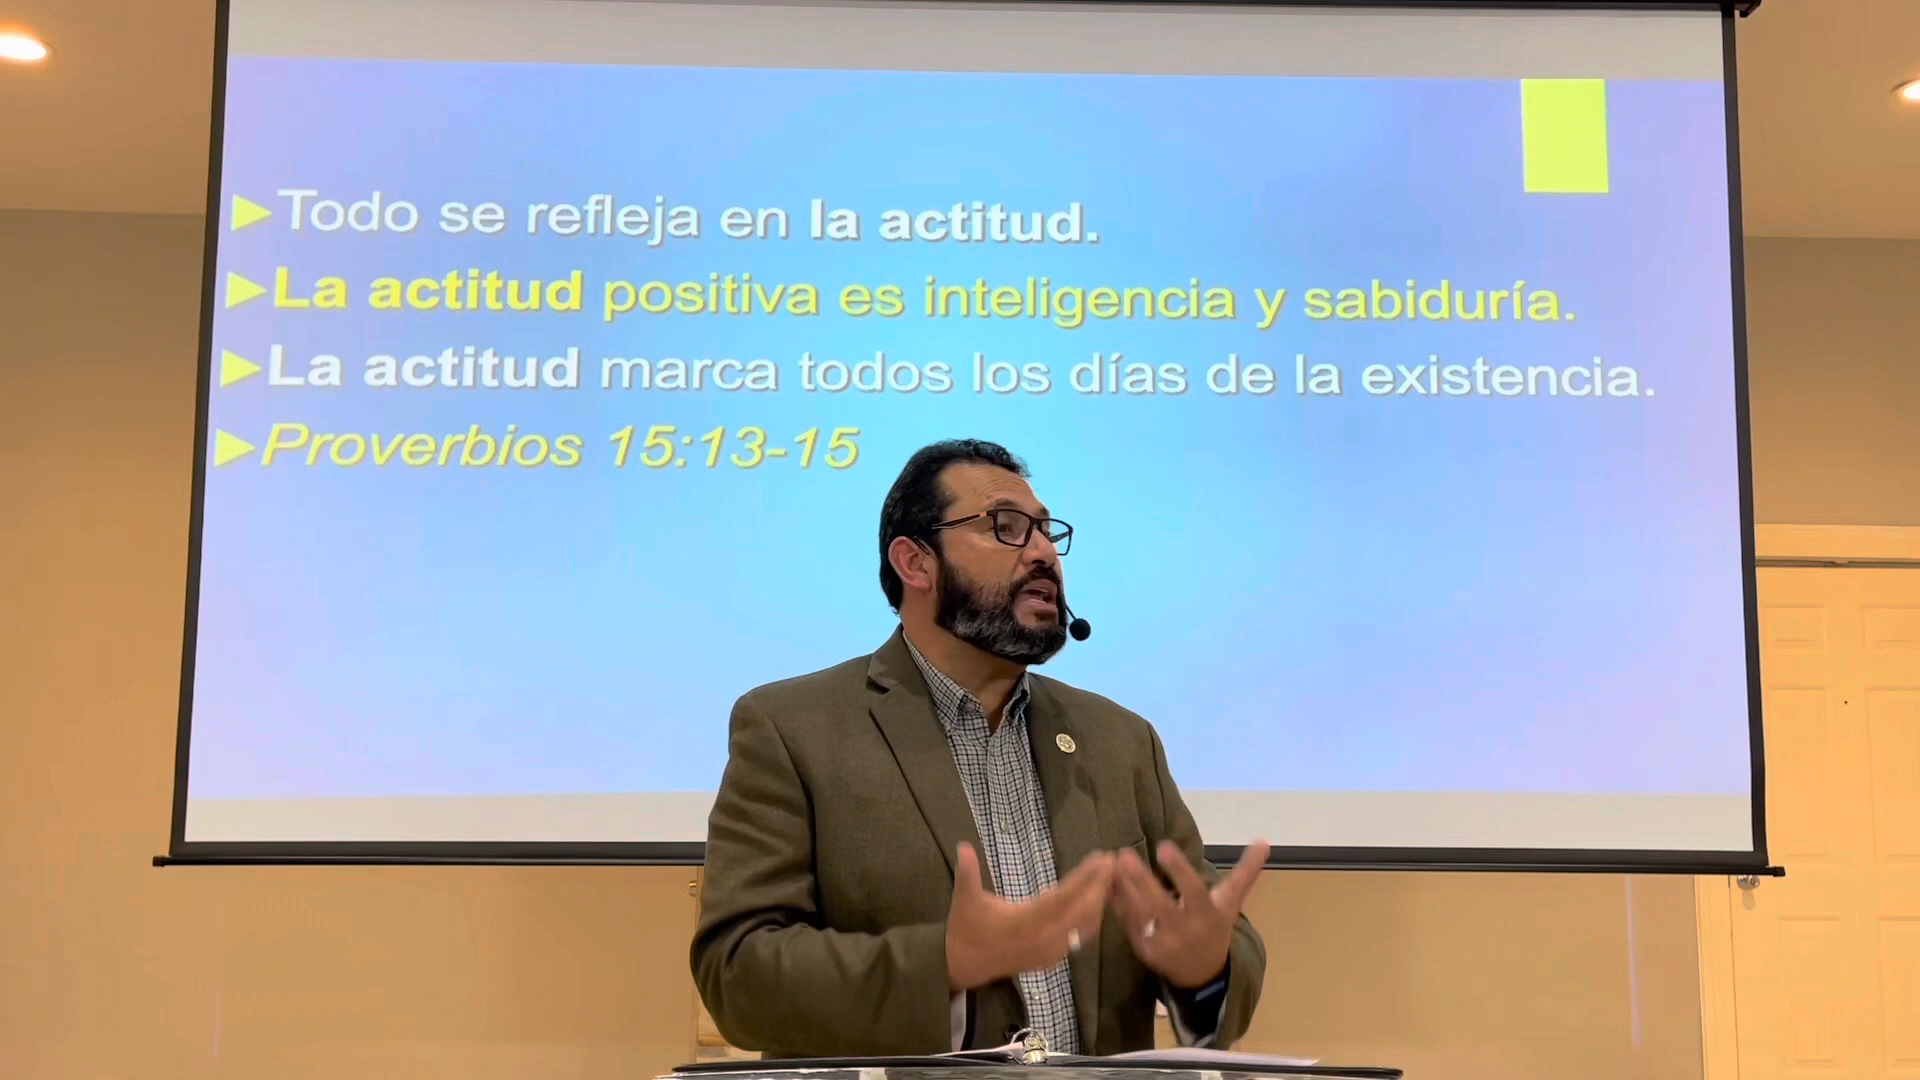 Todo se refleja en la actitud.
La actitud positiva es inteligencia y sabiduría.
La actitud marca todos los días de la existencia.
Proverbios 15:13-15